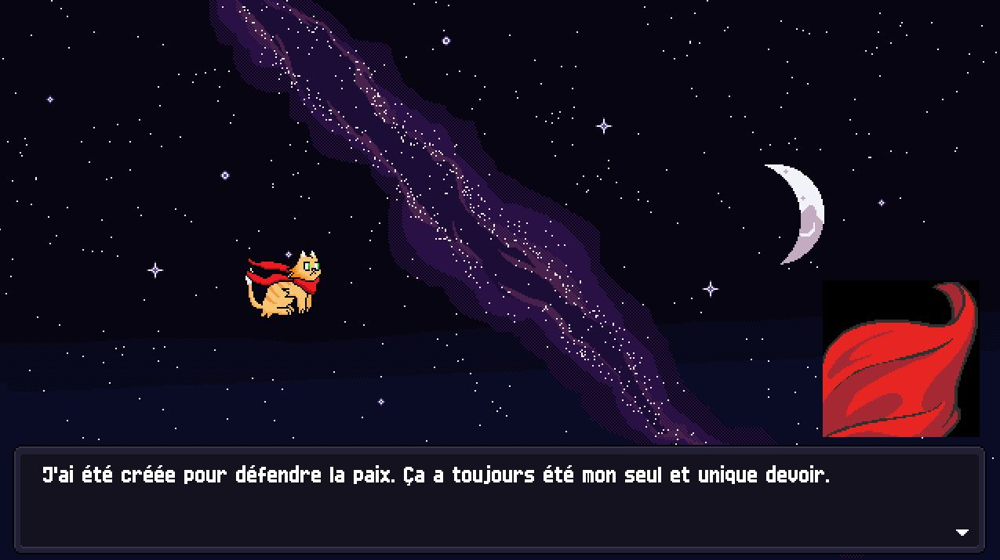 J'ai été créée pour défendre la paix. Ça a toujours été mon seul et unique devoir.